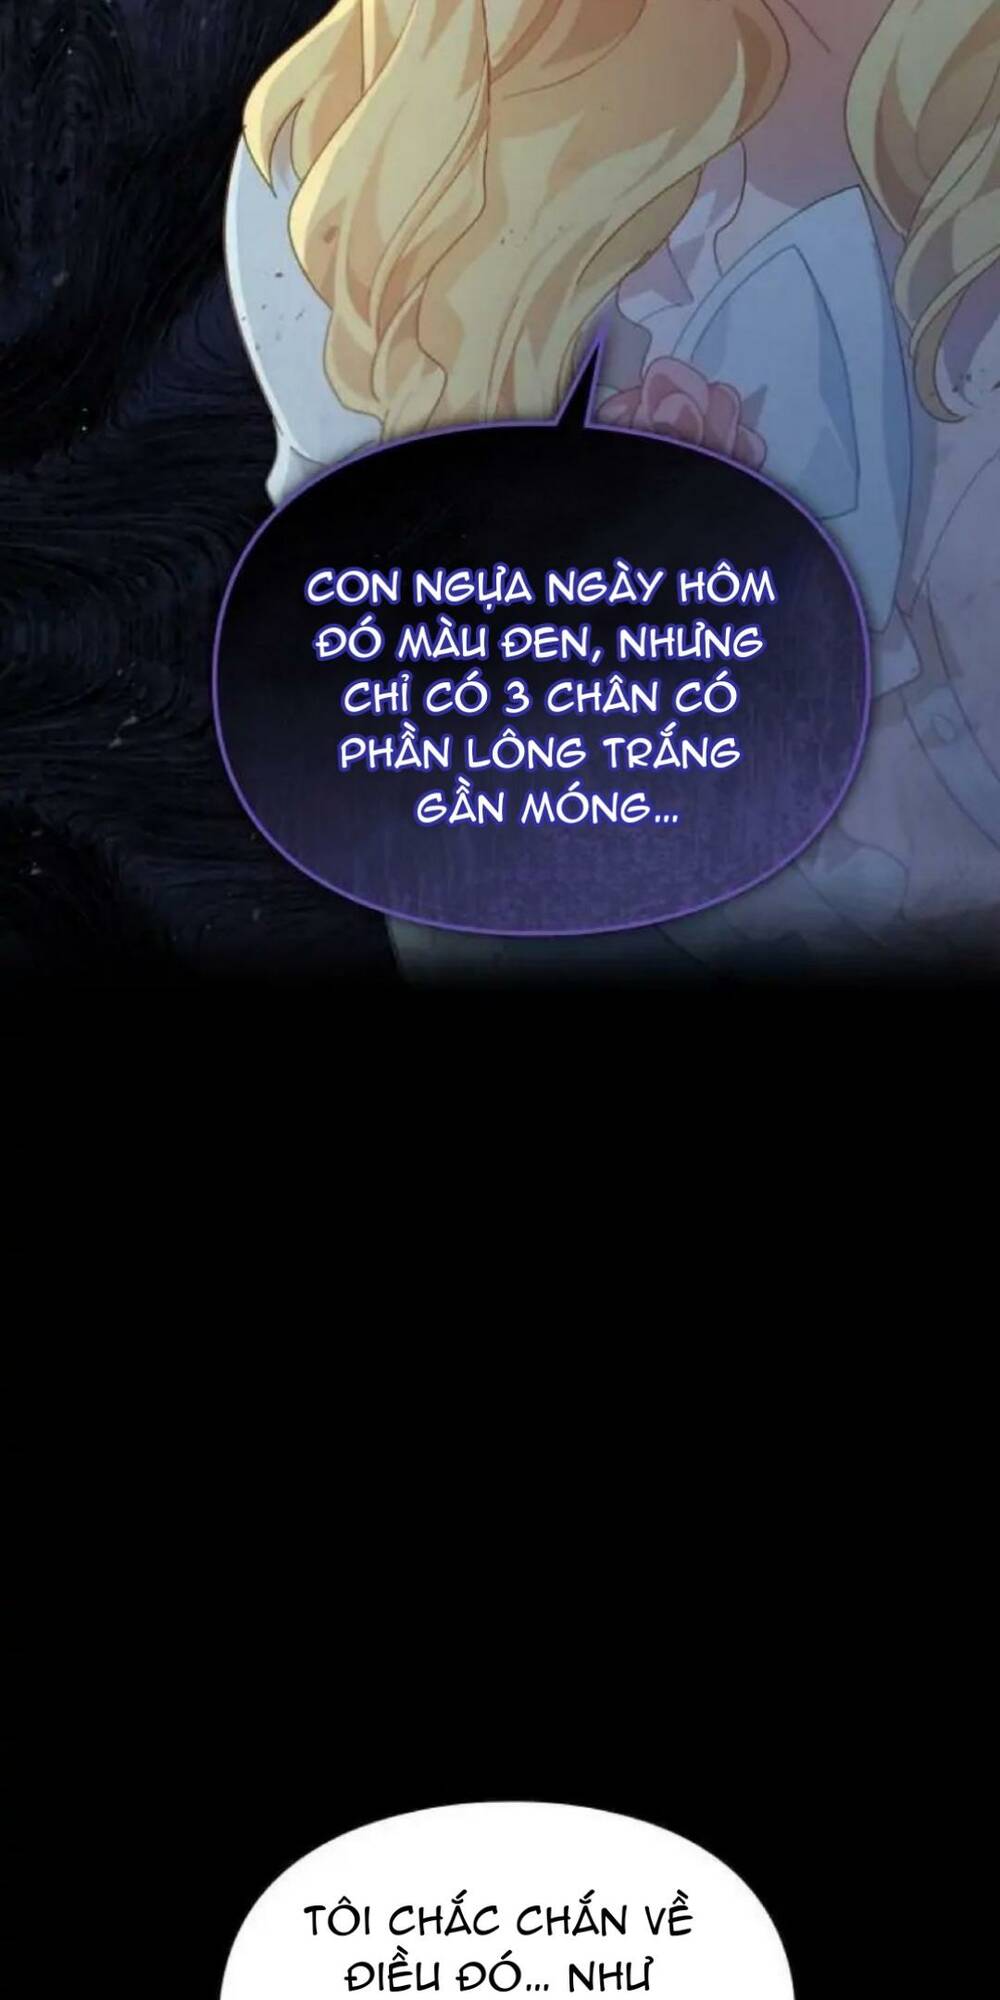 CON NGỰA NGÀY HÔM
ĐÓ MÀU ĐEN, NHƯNG
CHỈ CÓ 3 CHÂN CÓ
PHẦN LÔNG TRẮNG
GẦN MÓNG...
TÔI CHẮC CHẮN VỀ
ĐIỀU ĐÓ... NHƯ